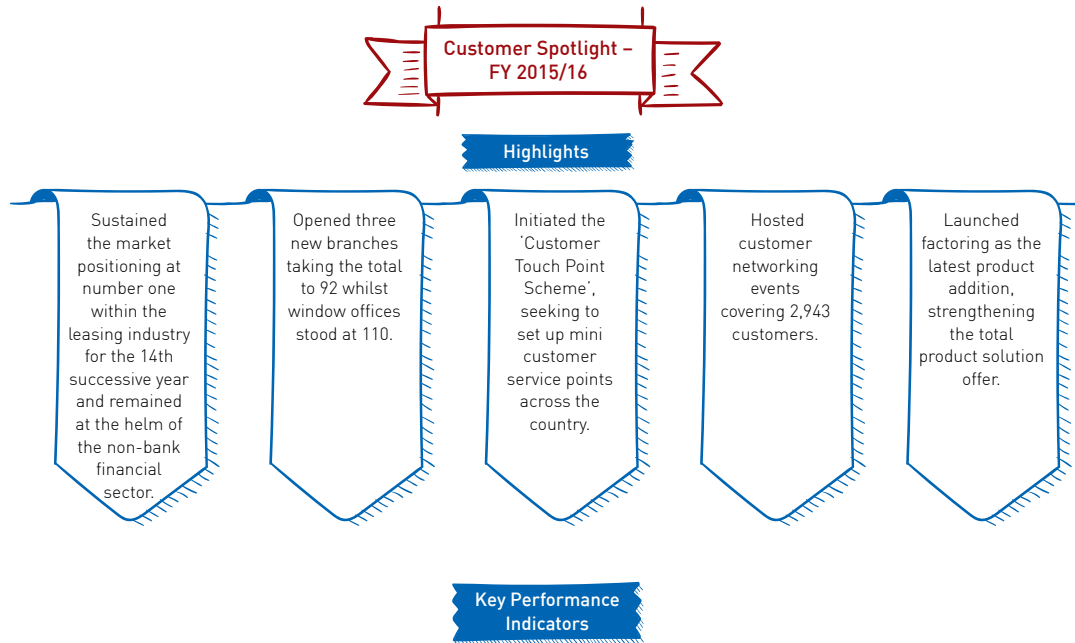 Customer Spotlight –
FY 2015/16
Highlights
Sustained
the market
positioning at
number one
within the
leasing industry
for the 14th
successive year
and remained
at the helm of
the non-bank
financial
sector.
Opened three
new branches
taking the total
to 92 whilst
window offices
stood at 110.
Initiated the
‘Customer
Touch Point
Scheme’,
seeking to
set up mini
customer
service points
across the
country.
Hosted
customer
networking
events
covering 2,943
customers.
Launched
factoring as the
latest product
addition,
strengthening
the total
product solution
offer.
Key Performance
Indicators